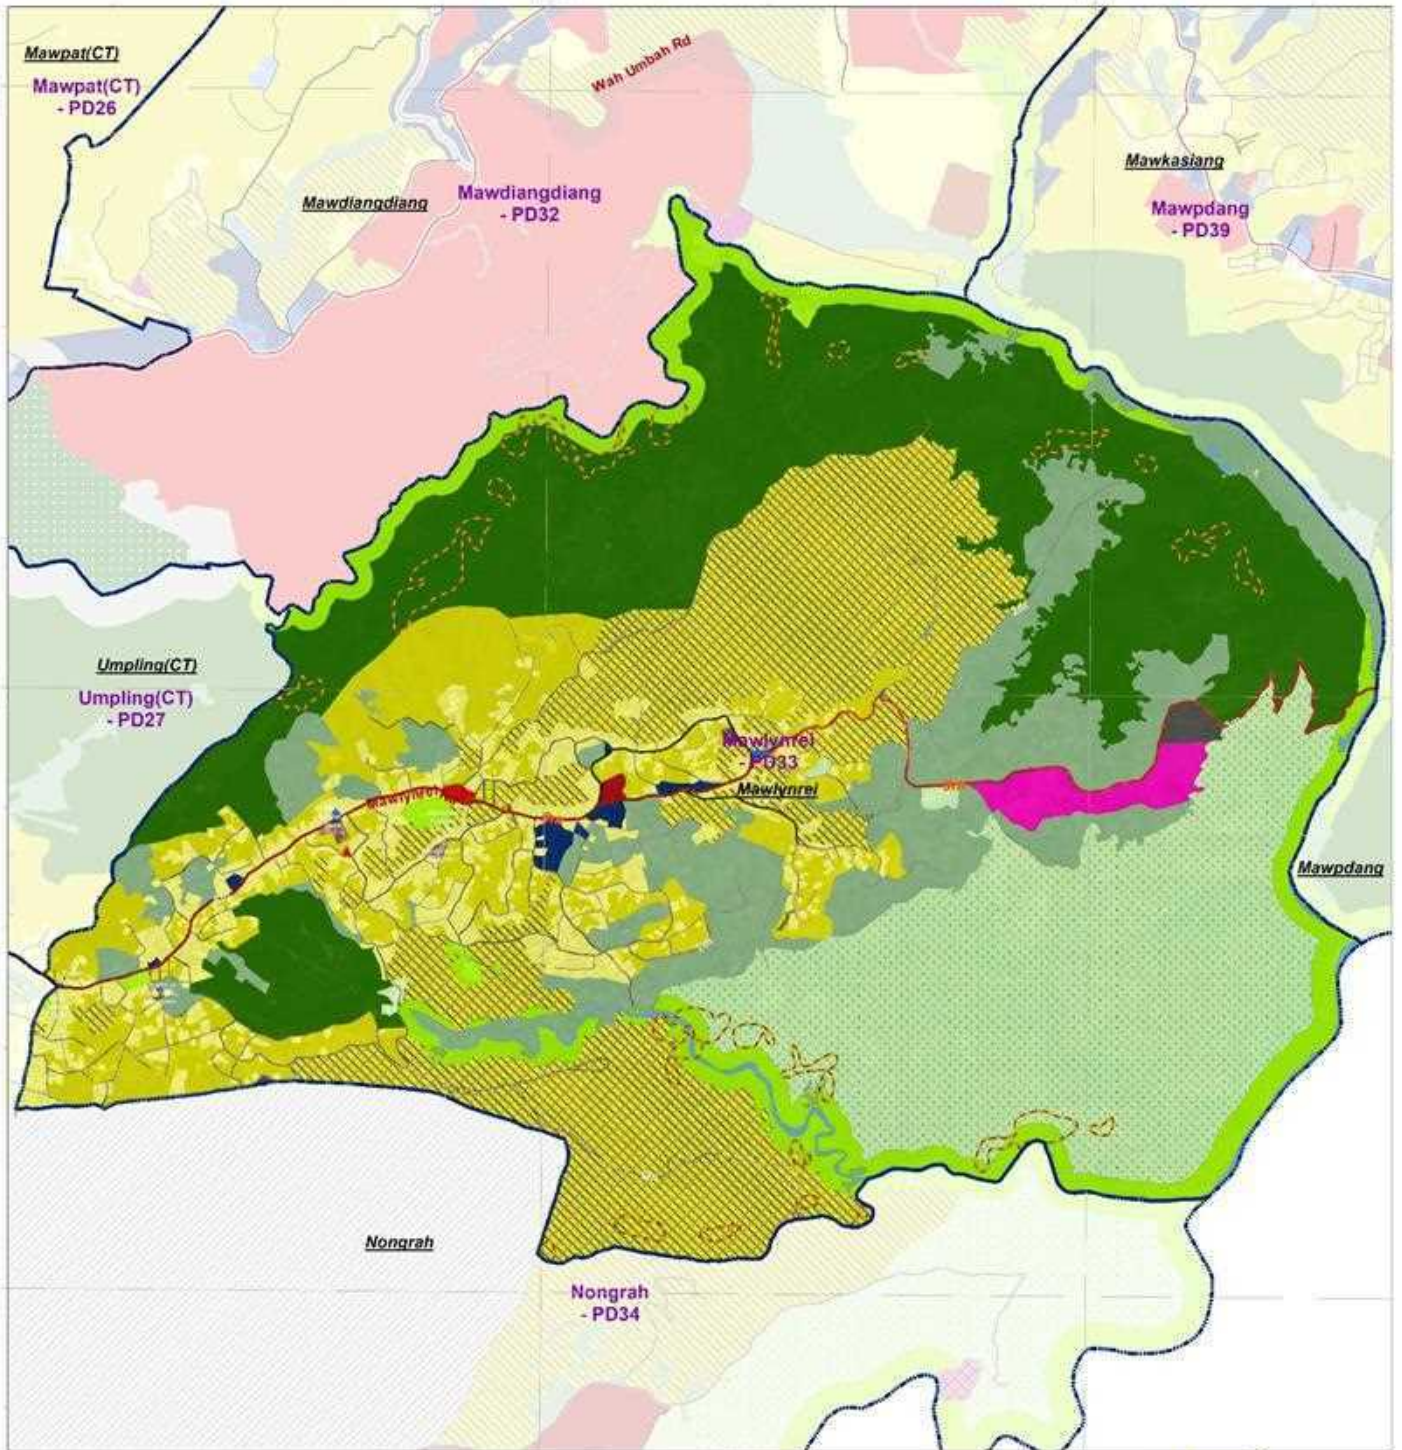 Mawpat(CT)
Mawpat(CT)
- PD26
Wah Umbah Rd
Mawkasiang
Mawdiangdiang
Mawdiangdiang
- PD32
Mawpdang
- PD39
Umpling(CT)
Umpling(CT)
- PD27
Mawlynrei
- PD33
Mawlynrei
Mawlynrei
Mawpdang
Nongrah
Nongrah
- PD34